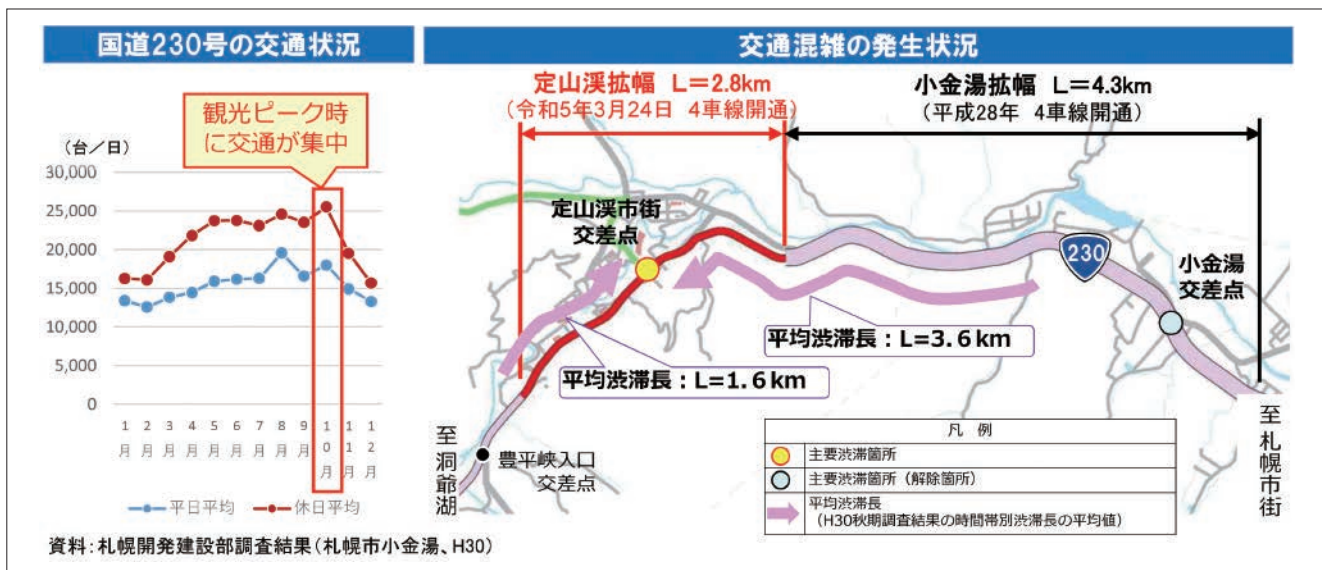 国道230号の交通状況
観光ピーク時
に交通が集中
(台/日)
30,000
25,000
20,000
15,000
10,000
5,000
0
1月
2月
3月
4月
5月
6月
7月
8月
9月
10月
11月
12月
平日平均
休日平均
資料:札幌開発建設部調査結果(札幌市小金湯、H30)
交通混雑の発生状況
定山渓拡幅 L=2.8km
(令和5年3月24日 4車線開通)
小金湯拡幅 L=4.3km
(平成28年 4車線開通)
定山渓市街
交差点
230
小金湯
交差点
平均渋滞長:L=3.6km
平均渋滞長:L=1.6km
至洞爺湖
豊平峡入口
交差点
至札幌市街
凡 例
主要渋滞箇所
主要渋滞箇所(解除箇所)
平均渋滞長
(H30秋期調査結果の時間帯別渋滞長の平均値)